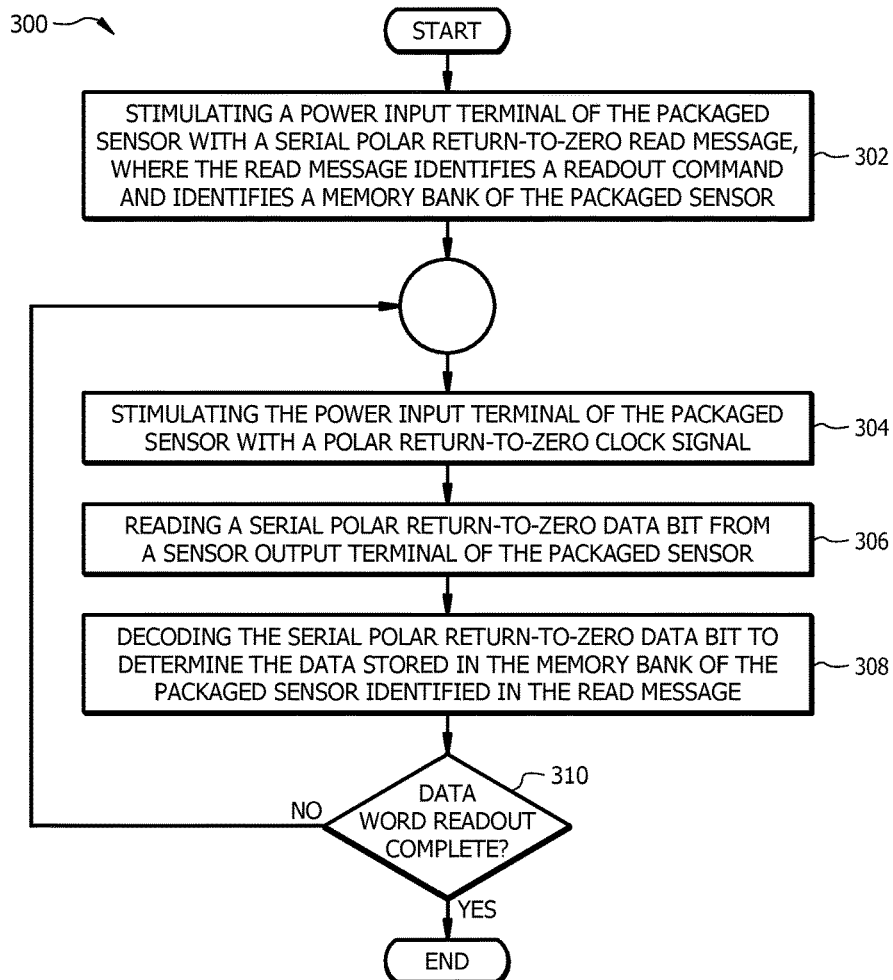 300
START
STIMULATING A POWER INPUT TERMINAL OF THE PACKAGED
SENSOR WITH A SERIAL POLAR RETURN-TO-ZERO READ MESSAGE,
WHERE THE READ MESSAGE IDENTIFIES A READOUT COMMAND
AND IDENTIFIES A MEMORY BANK OF THE PACKAGED SENSOR
302
STIMULATING THE POWER INPUT TERMINAL OF THE PACKAGED
SENSOR WITH A POLAR RETURN-TO-ZERO CLOCK SIGNAL
304
READING A SERIAL POLAR RETURN-TO-ZERO DATA BIT FROM
A SENSOR OUTPUT TERMINAL OF THE PACKAGED SENSOR
306
DECODING THE SERIAL POLAR RETURN-TO-ZERO DATA BIT TO
DETERMINE THE DATA STORED IN THE MEMORY BANK OF THE
PACKAGED SENSOR IDENTIFIED IN THE READ MESSAGE
308
310
DATA
WORD READOUT
COMPLETE?
NO
YES
END